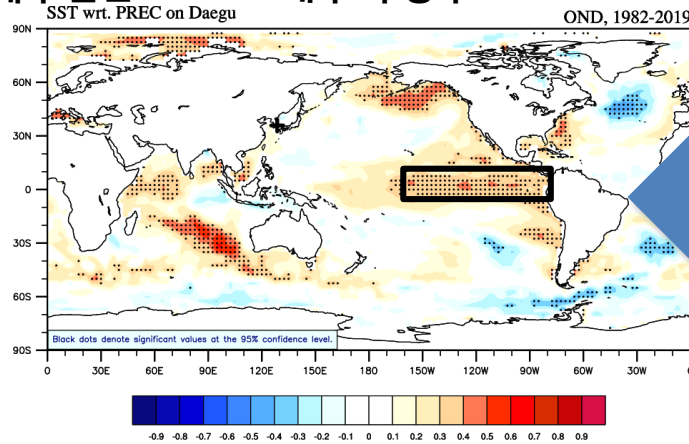 SST wrt. PREC on Daegu
OND, 1982-2019
90N
60N
30N
0
30S
60S
90S
Black dots denote significant values at the 95% confidence level.
0 30E 60E 90E 120E 150E 180 150W 120W 90W 60W 30W
-0.9 -0.8 -0.7 -0.6 -0.5 -0.4 -0.3 -0.2 -0.1 0 0.1 0.2 0.3 0.4 0.5 0.6 0.7 0.8 0.9